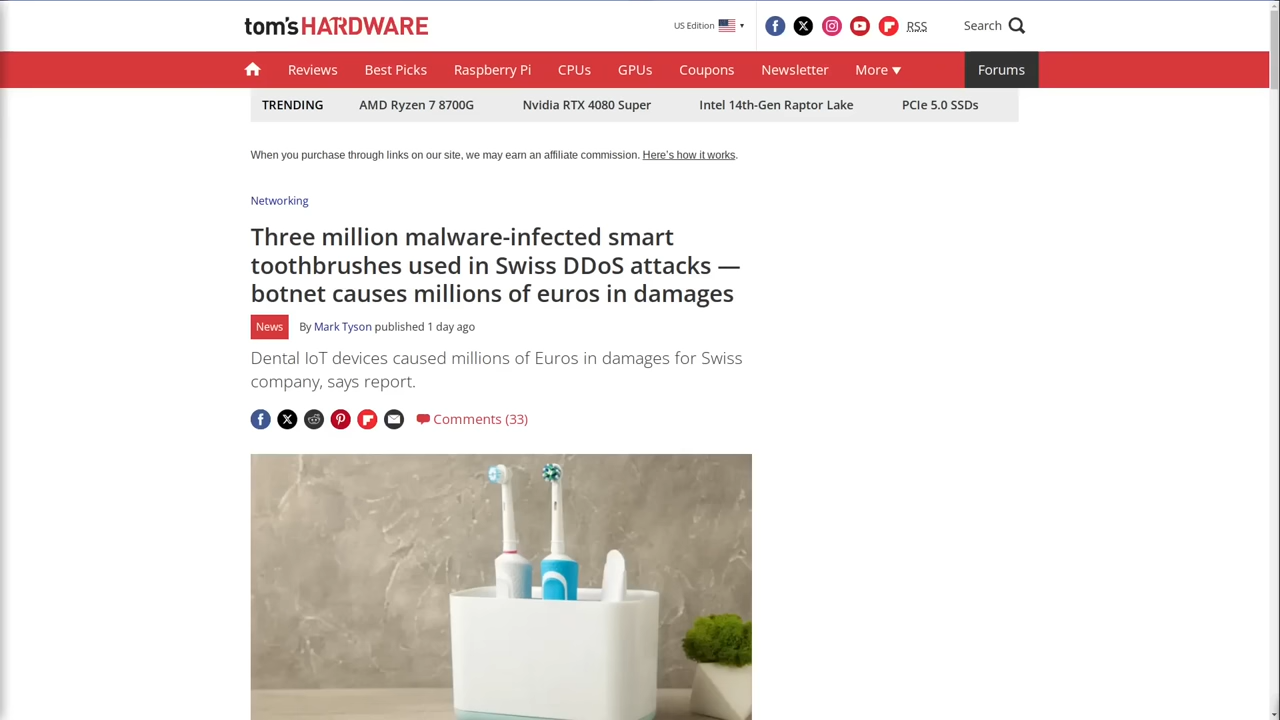 tom's HARDWARE
US Edition
RSS
Search
Reviews
Best Picks
Raspberry Pi
CPUs
GPUs
Coupons
Newsletter
More
Forums
TRENDING
AMD Ryzen 7 8700G
Nvidia RTX 4080 Super
Intel 14th-Gen Raptor Lake
PCIe 5.0 SSDs
When you purchase through links on our site, we may earn an affiliate commission. Here's how it works.
Networking
Three million malware-infected smart
toothbrushes used in Swiss DDoS attacks —
botnet causes millions of euros in damages
News
By Mark Tyson published 1 day ago
Dental IoT devices caused millions of Euros in damages for Swiss
company, says report.
Comments (33)